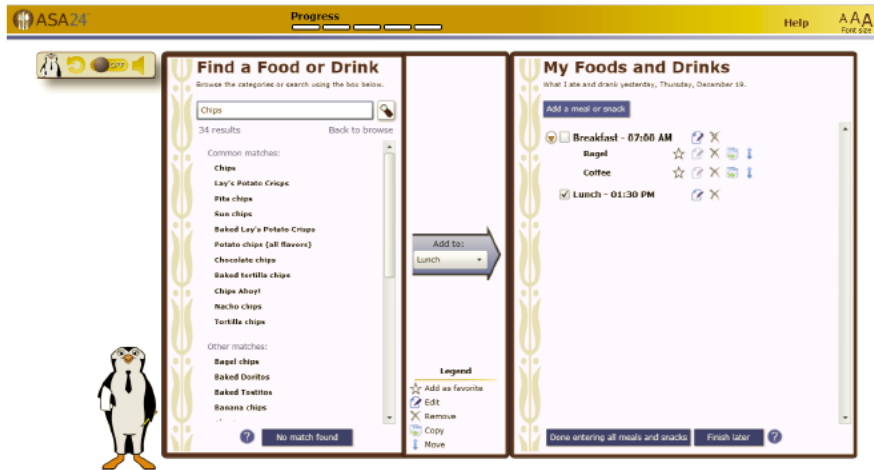 ASA24
Progress
Help
AAA
Font size
OFF
Find a Food or Drink
Browse the categories or search using the box below.
Chips
34 results
Back to browse
Common matches:
Chips
Lay's Potato Crisps
Pita chips
Sun chips
Baked Lay's Potato Crisps
Potato chips (all flavors)
Chocolate chips
Baked tortilla chips
Chips Ahoy!
Nacho chips
Tortilla chips
Other matches:
Bagel chips
Baked Doritos
Baked Tostitos
Banana chips
? No match found
Add to:
Lunch
Legend
Add as favorite
Edit
Remove
Copy
Move
My Foods and Drinks
What I ate and drank yesterday, Thursday, December 19.
Add a meal or snack
Breakfast - 07:00 AM
Bagel
Coffee
Lunch - 01:30 PM
Done entering all meals and snacks
Finish later
?